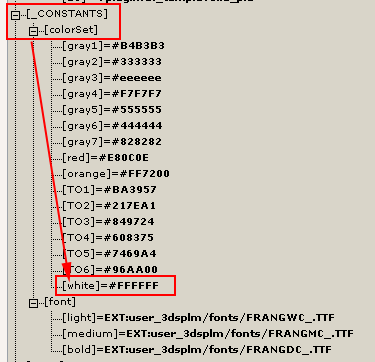 [_CONSTANTS]
[colorSet]
[gray1]=#B4B3B3
[gray2]=#333333
[gray3]=#eeeeee
[gray4]=#F7F7F7
[gray5]=#555555
[gray6]=#444444
[gray7]=#828282
[red]=#E80C0E
[orange]=#FF7200
[TO1]=#BA3957
[TO2]=#217EA1
[TO3]=#849724
[TO4]=#608375
[TO5]=#7469A4
[TO6]=#96AA00
[white]=#FFFFFF
[font]
[light]=EXT:user_3dsplm/fonts/FRANGWC_.TTF
[medium]=EXT:user_3dsplm/fonts/FRANGMC_.TTF
[bold]=EXT:user_3dsplm/fonts/FRANGDC_.TTF